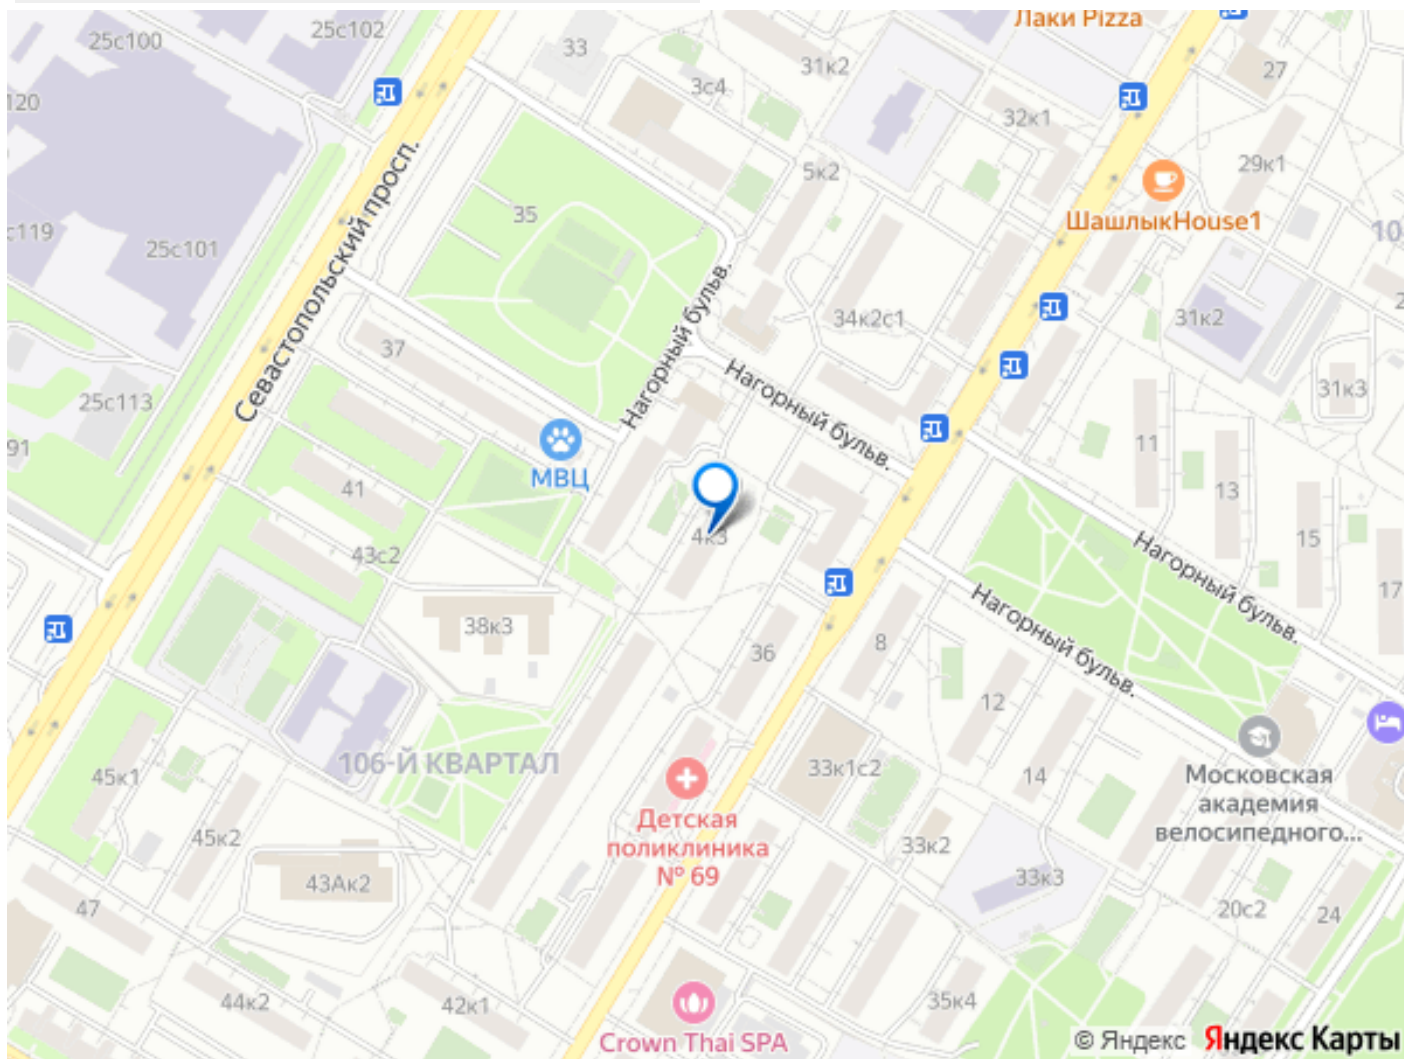 Лаки Pizza
25с100
25с102
33
31к2
27
120
3с4
32к1
29к1
5к2
ШашлыкHouse1
35
с119
25с101
10
Севастопольский просп.
Нагорный бульв.
34к2с1
31к2
2
37
Нагорный бульв.
31к3
25с113
91
11
МВЦ
41
13
4к3
15
43с2
Нагорный бульв.
Нагорный бульв.
17
38к3
36
8
12
106-Й КВАРТАЛ
45к1
33к1с2
14
Московская
академия
велосипедного...
Детская
поликлиника
№ 69
45к2
33к2
43Ак2
33к3
47
20с2
24
44к2
42к1
35к4
Crown Thai SPA
© Яндекс Яндекс Карты